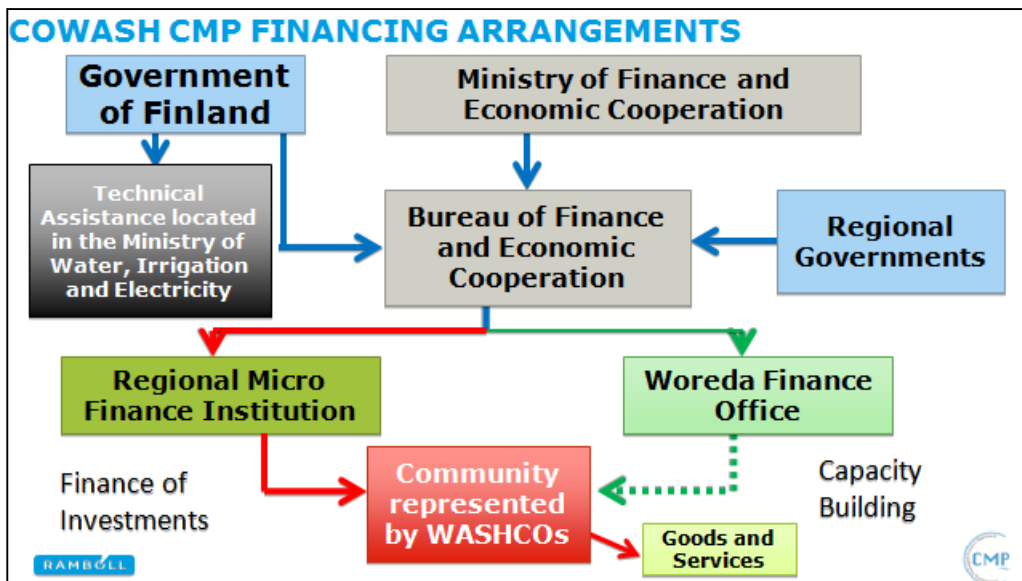 COWASH CMP FINANCING ARRANGEMENTS
Government
of Finland
Ministry of Finance and
Economic Cooperation
Technical
Assistance located
in the Ministry of
Water, Irrigation
and Electricity
Bureau of Finance
and Economic
Cooperation
Regional
Governments
Regional Micro
Finance Institution
Woreda Finance
Office
Finance of
Investments
Community
represented
by WASHCOs
Capacity
Building
Goods and
Services
RAMBOLL
CMP